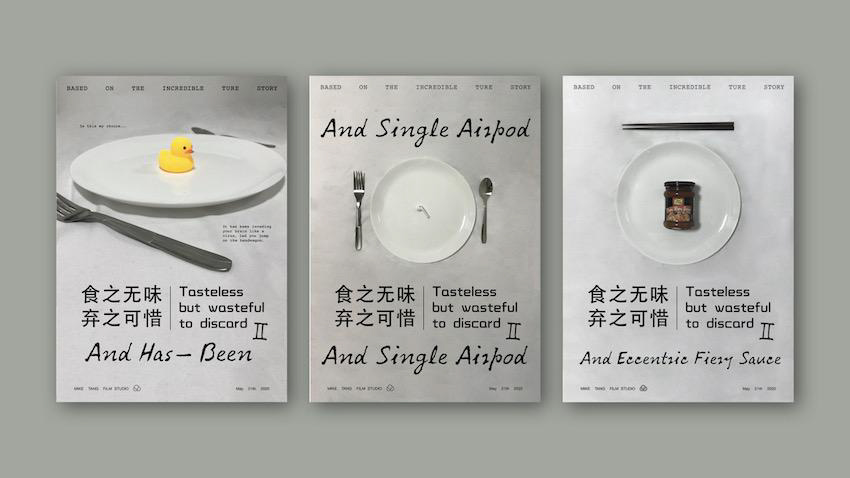 BASED ON THE INCREDIBLE TURE STORY
Is this my choice...
It has been invading
your brain like a
virus, led you jump
on the bandwagon.
食之无味
弃之可惜
Tasteless
but wasteful
to discard
II
And Has-Been
MIKE TANG FILM STUDIO
May 21th 2020
BASED ON THE INCREDIBLE TURE STORY
And Single Airpod
食之无味
弃之可惜
Tasteless
but wasteful
to discard
II
And Single Airpod
MIKE TANG FILM STUDIO
May 21th 2020
BASED ON THE INCREDIBLE TURE STORY
食之无味
弃之可惜
Tasteless
but wasteful
to discard
II
And Eccentric Fiery Sauce
MIKE TANG FILM STUDIO
May 21th 2020